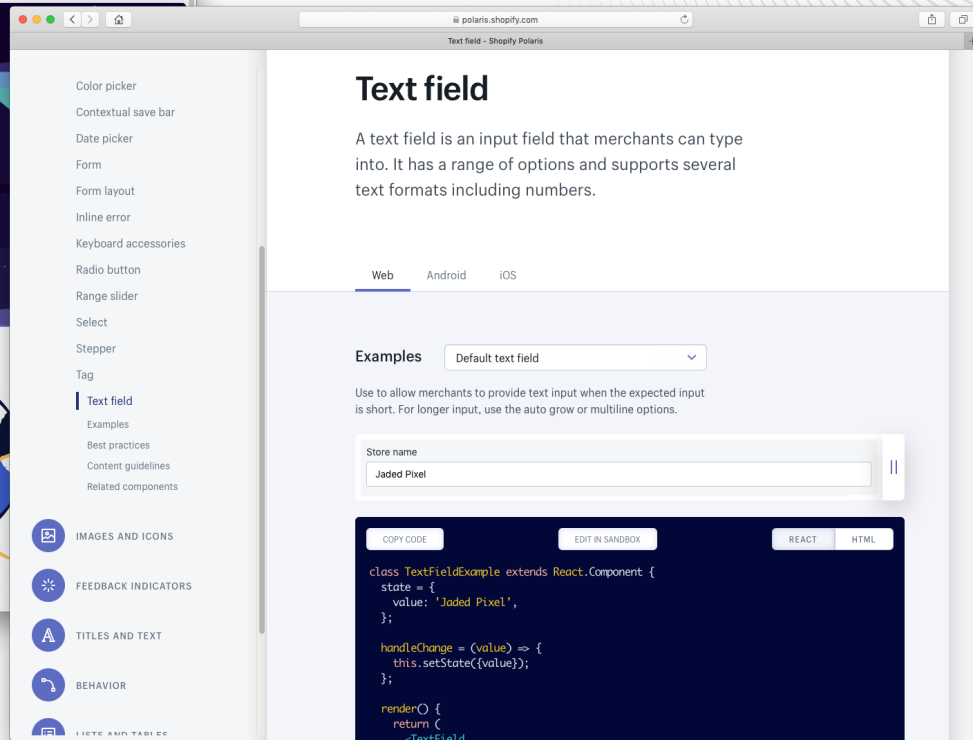 polaris.shopify.com
Text field - Shopify Polaris
Color picker
Contextual save bar
Date picker
Form
Form layout
Inline error
Keyboard accessories
Radio button
Range slider
Select
Stepper
Tag
Text field
Examples
Best practices
Content guidelines
Related components
IMAGES AND ICONS
FEEDBACK INDICATORS
TITLES AND TEXT
BEHAVIOR
LISTS AND TABLES
Text field
A text field is an input field that merchants can type
into. It has a range of options and supports several
text formats including numbers.
Web Android iOS
Examples Default text field
Use to allow merchants to provide text input when the expected input
is short. For longer input, use the auto grow or multiline options.
Store name
Jaded Pixel
COPY CODE EDIT IN SANDBOX REACT HTML
class TextFieldExample extends React.Component {
state = {
value: 'Jaded Pixel',
};
handleChange = (value) => {
this.setState({value});
};
render() {
return (
<TextField